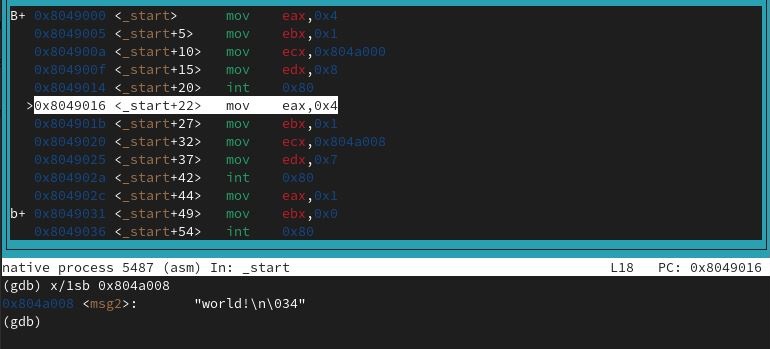 B+ 0x8049000 <_start> mov eax,0x4
0x8049005 <_start+5> mov ebx,0x1
0x804900a <_start+10> mov ecx,0x804a000
0x804900f <_start+15> mov edx,0x8
0x8049014 <_start+20> int 0x80
>0x8049016 <_start+22> mov eax,0x4
0x804901b <_start+27> mov ebx,0x1
0x8049020 <_start+32> mov ecx,0x804a008
0x8049025 <_start+37> mov edx,0x7
0x804902a <_start+42> int 0x80
0x804902c <_start+44> mov eax,0x1
b+ 0x8049031 <_start+49> mov ebx,0x0
0x8049036 <_start+54> int 0x80
native process 5487 (asm) In: _start L18 PC: 0x8049016
(gdb) x/1sb 0x804a008
0x804a008 <msg2>: "world!\n\034"
(gdb)